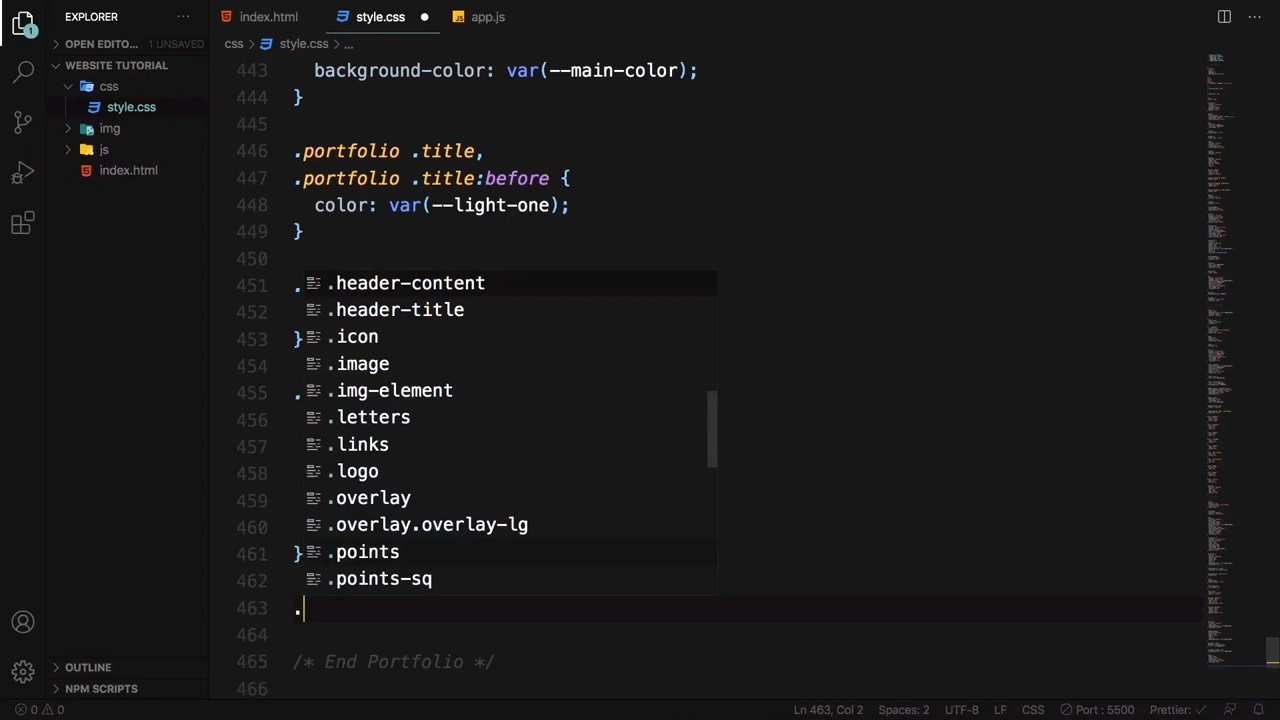 EXPLORER
index.html
style.css
app.js
OPEN EDITO...
1 UNSAVED
css
style.css
...
WEBSITE TUTORIAL
css
style.css
img
js
index.html
443 background-color: var(--main-color);
444 }
445
446 .portfolio .title,
447 .portfolio .title:before {
448 color: var(--light-one);
449 }
450
451 . .header-content
452 .header-title
453 } .icon
454 .image
455 . .img-element
456 .letters
457 .links
458 .logo
459 .overlay
460 .overlay.overlay-lg
461 } .points
462 .points-sq
463 .
464
465 /* End Portfolio */
466
OUTLINE
NPM SCRIPTS
0 0
Ln 463, Col 2
Spaces: 2
UTF-8
LF
CSS
Port : 5500
Prettier:
1
JS